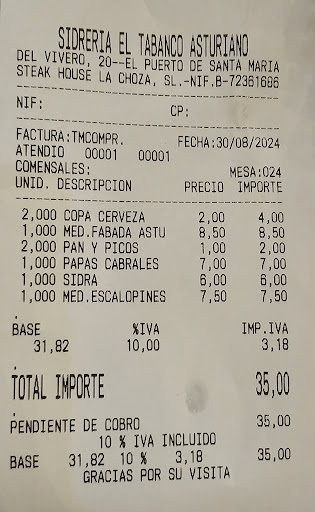 SIDRERIA EL TABANCO ASTURIANO
DEL VIVERO, 20--EL PUERTO DE SANTA MARIA
STEAK HOUSE LA CHOZA, SL.-NIF.B-72361686
NIF: CP:
FACTURA:TMCOMPR. FECHA:30/08/2024
ATENDIO 00001 00001
COMENSALES: MESA:024
UNID. DESCRIPCION PRECIO IMPORTE
2,000 COPA CERVEZA 2,00 4,00
1,000 MED.FABADA ASTU 8,50 8,50
2,000 PAN Y PICOS 1,00 2,00
1,000 PAPAS CABRALES 7,00 7,00
1,000 SIDRA 6,00 6,00
1,000 MED.ESCALOPINES 7,50 7,50
.
BASE %IVA IMP.IVA
31,82 10,00 3,18
.
TOTAL IMPORTE 35,00
.
PENDIENTE DE COBRO 35,00
10 % IVA INCLUIDO
BASE 31,82 10 % 3,18 35,00
GRACIAS POR SU VISITA